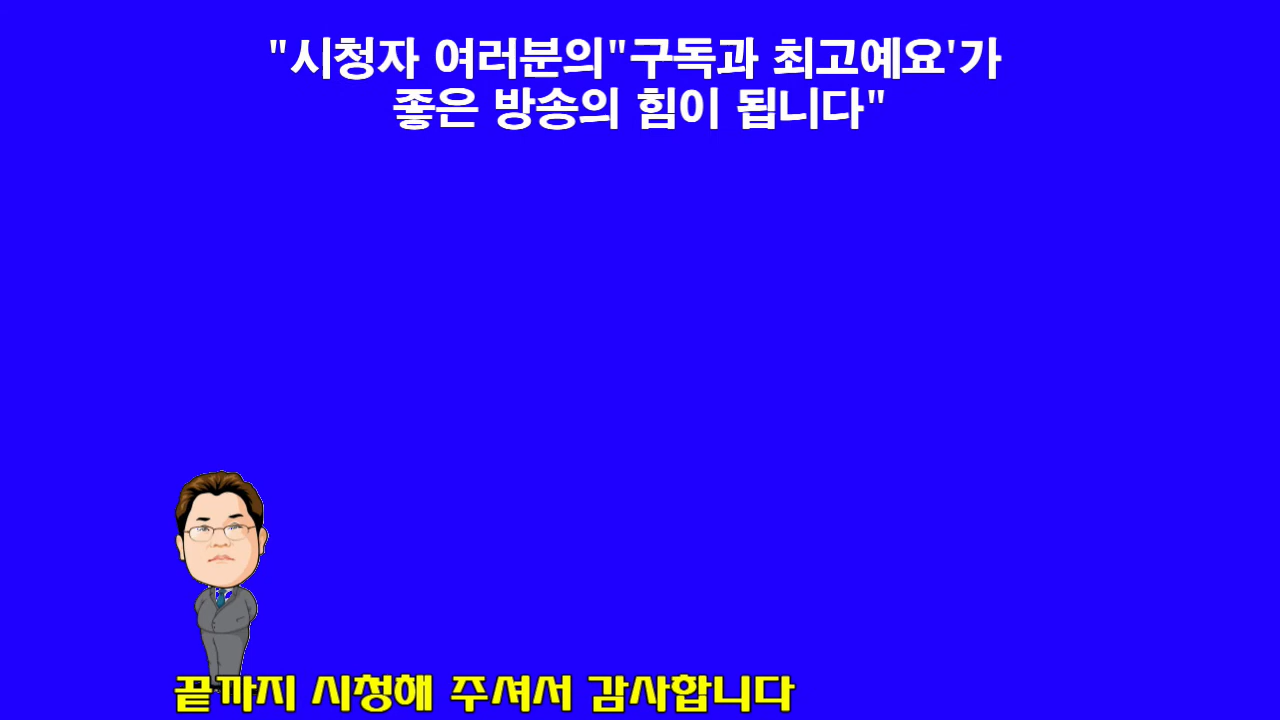 "시청자 여러분의"구독과 최고예요'가
좋은 방송의 힘이 됩니다"
끝까지 시청해 주셔서 감사합니다